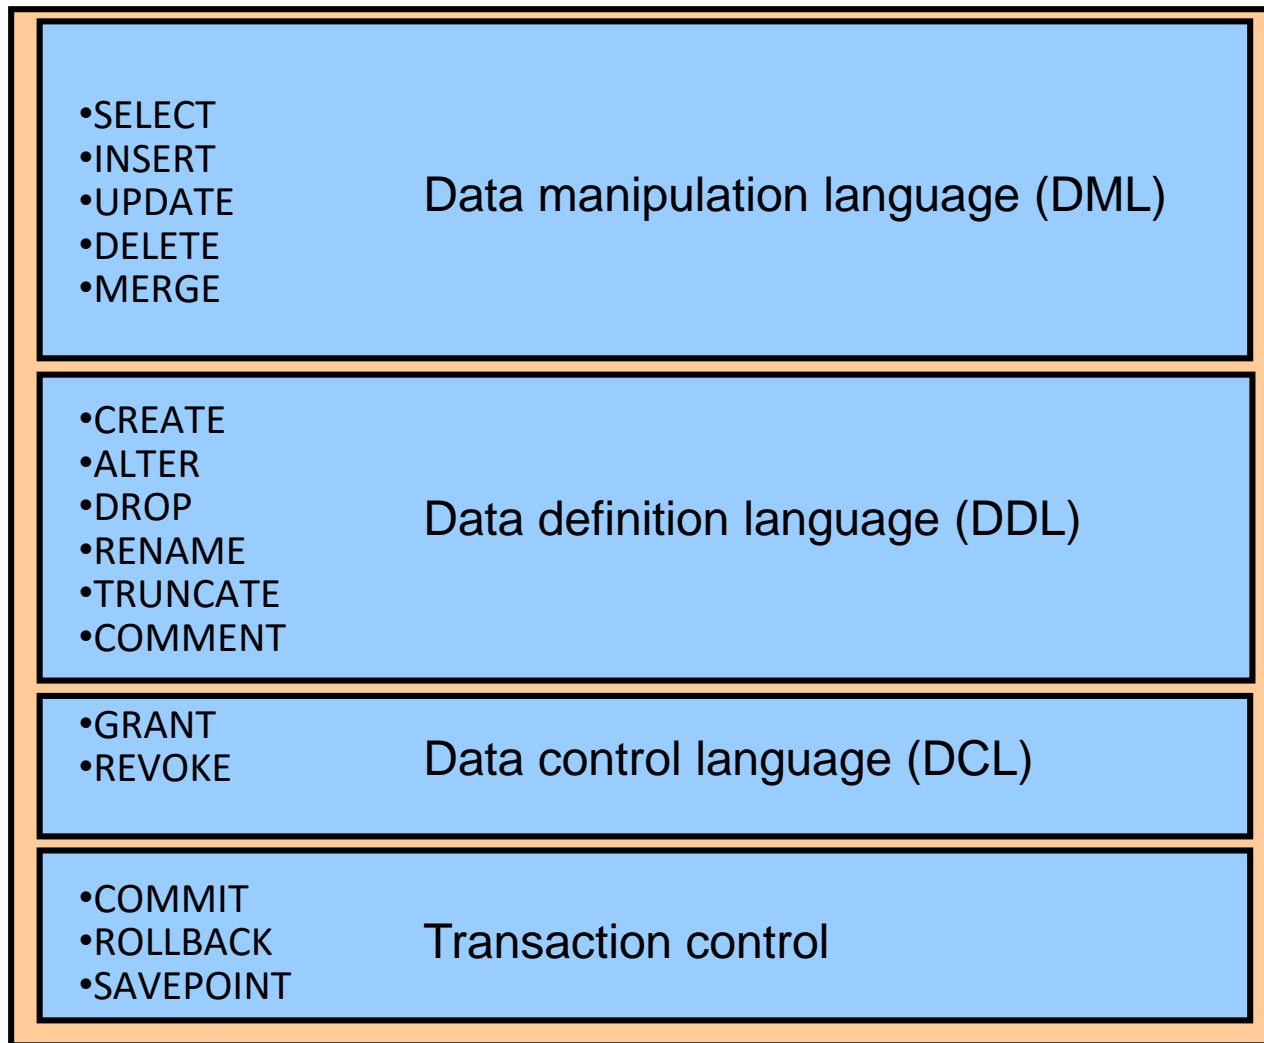 •SELECT
•INSERT
•UPDATE
•DELETE
•MERGE
Data manipulation language (DML)
•CREATE
•ALTER
•DROP
•RENAME
•TRUNCATE
•COMMENT
Data definition language (DDL)
•GRANT
•REVOKE
Data control language (DCL)
•COMMIT
•ROLLBACK
•SAVEPOINT
Transaction control